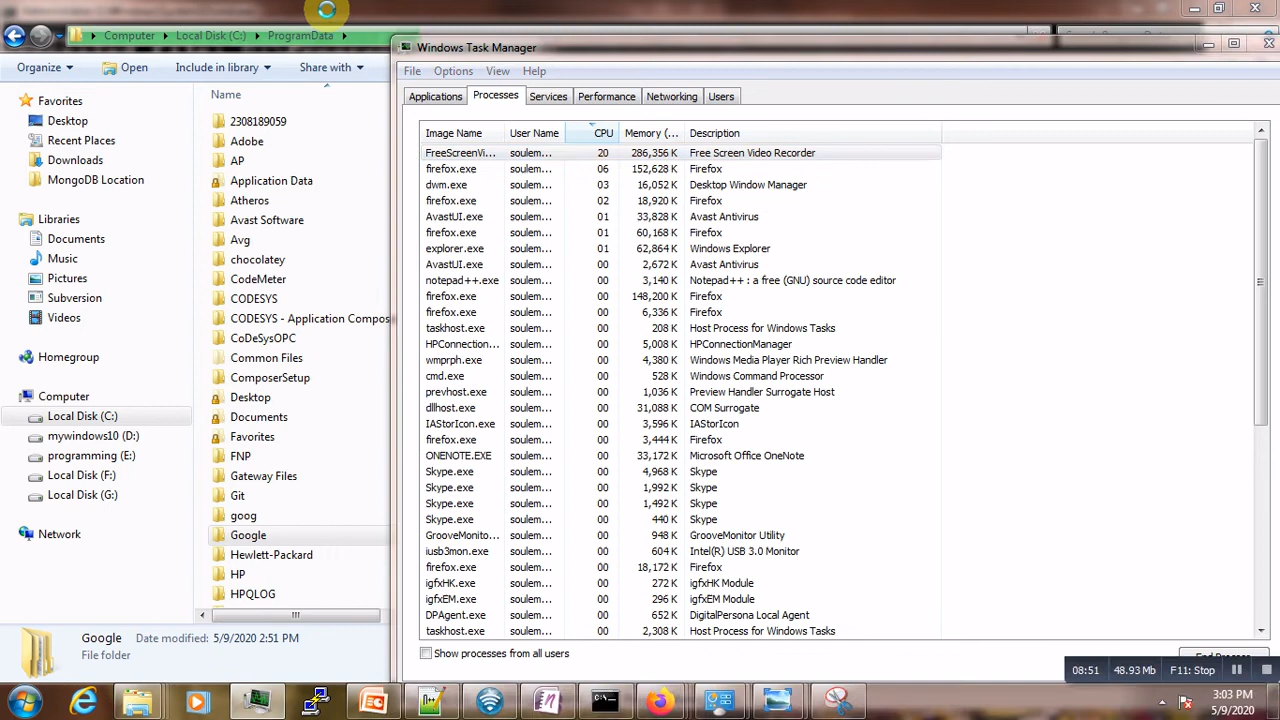 Computer Local Disk (C:) ProgramData
Organize Open Include in library Share with
Favorites
Desktop
Recent Places
Downloads
MongoDB Location
Libraries
Documents
Music
Pictures
Subversion
Videos
Homegroup
Computer
Local Disk (C:)
mywindows10 (D:)
programming (E:)
Local Disk (F:)
Local Disk (G:)
Network
Name
2308189059
Adobe
AP
Application Data
Atheros
Avast Software
Avg
chocolatey
CodeMeter
CODESYS
CODESYS - Application Compos
CoDeSysOPC
Common Files
ComposerSetup
Desktop
Documents
Favorites
FNP
Gateway Files
Git
goog
Google
Hewlett-Packard
HP
HPQLOG
Google Date modified: 5/9/2020 2:51 PM
File folder
Windows Task Manager
File Options View Help
Applications Processes Services Performance Networking Users
Image Name User Name CPU Memory (... Description
FreeScreenVi... soulem... 20 286,356 K Free Screen Video Recorder
firefox.exe soulem... 06 152,628 K Firefox
dwm.exe soulem... 03 16,052 K Desktop Window Manager
firefox.exe soulem... 02 18,920 K Firefox
AvastUI.exe soulem... 01 33,828 K Avast Antivirus
firefox.exe soulem... 01 60,168 K Firefox
explorer.exe soulem... 01 62,864 K Windows Explorer
AvastUI.exe soulem... 00 2,672 K Avast Antivirus
notepad++.exe soulem... 00 3,140 K Notepad++ : a free (GNU) source code editor
firefox.exe soulem... 00 148,200 K Firefox
firefox.exe soulem... 00 6,336 K Firefox
taskhost.exe soulem... 00 208 K Host Process for Windows Tasks
HPConnection... soulem... 00 5,008 K HPConnectionManager
wmprph.exe soulem... 00 4,380 K Windows Media Player Rich Preview Handler
cmd.exe soulem... 00 528 K Windows Command Processor
prevhost.exe soulem... 00 1,036 K Preview Handler Surrogate Host
dllhost.exe soulem... 00 31,088 K COM Surrogate
IAStorIcon.exe soulem... 00 3,596 K IAStorIcon
firefox.exe soulem... 00 3,444 K Firefox
ONENOTE.EXE soulem... 00 33,172 K Microsoft Office OneNote
Skype.exe soulem... 00 4,968 K Skype
Skype.exe soulem... 00 1,992 K Skype
Skype.exe soulem... 00 1,492 K Skype
Skype.exe soulem... 00 440 K Skype
GrooveMonito... soulem... 00 948 K GrooveMonitor Utility
iusb3mon.exe soulem... 00 604 K Intel(R) USB 3.0 Monitor
firefox.exe soulem... 00 18,172 K Firefox
igfxHK.exe soulem... 00 272 K igfxHK Module
igfxEM.exe soulem... 00 296 K igfxEM Module
DPAgent.exe soulem... 00 652 K DigitalPersona Local Agent
taskhost.exe soulem... 00 2,308 K Host Process for Windows Tasks
Show processes from all users
08:51 48.93 Mb F11: Stop
3:03 PM
5/9/2020